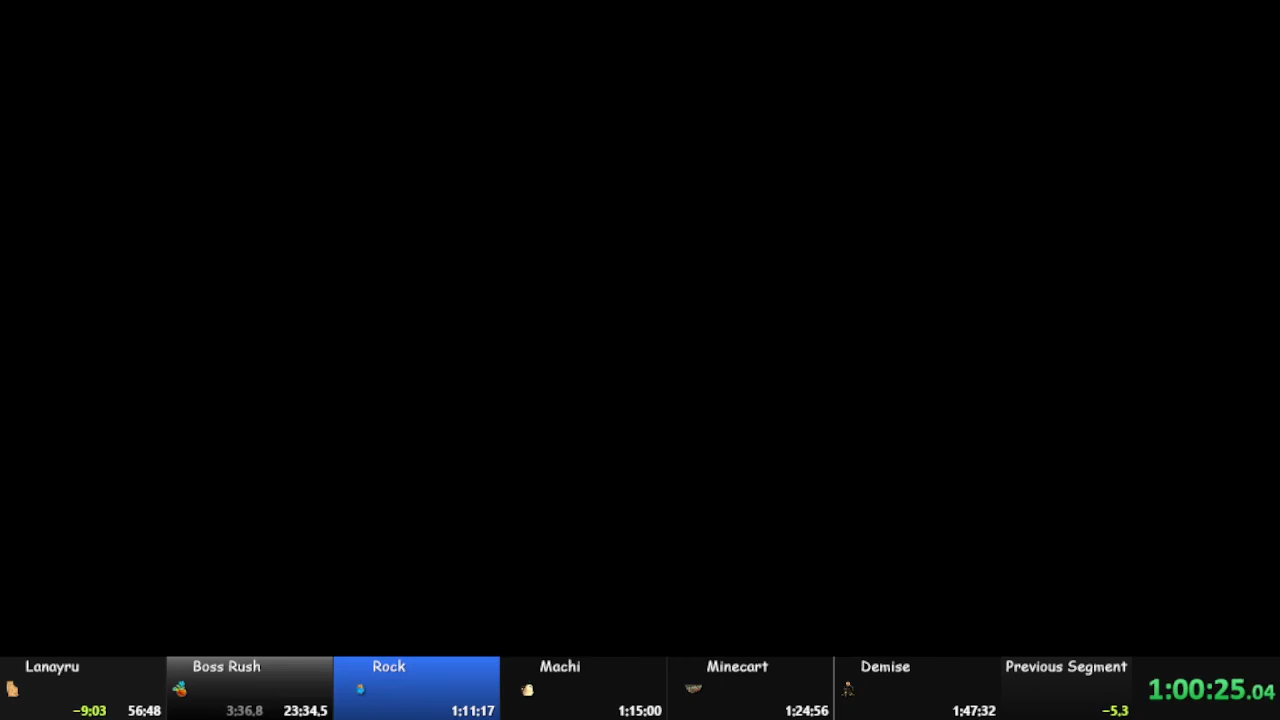 Lanayru Boss Rush Rock Machi Minecart Demise Previous Segment 1:00:25.04
−9:03 56:48 3:36,8 23:34,5 1:11:17 1:15:00 1:24:56 1:47:32 −5,3